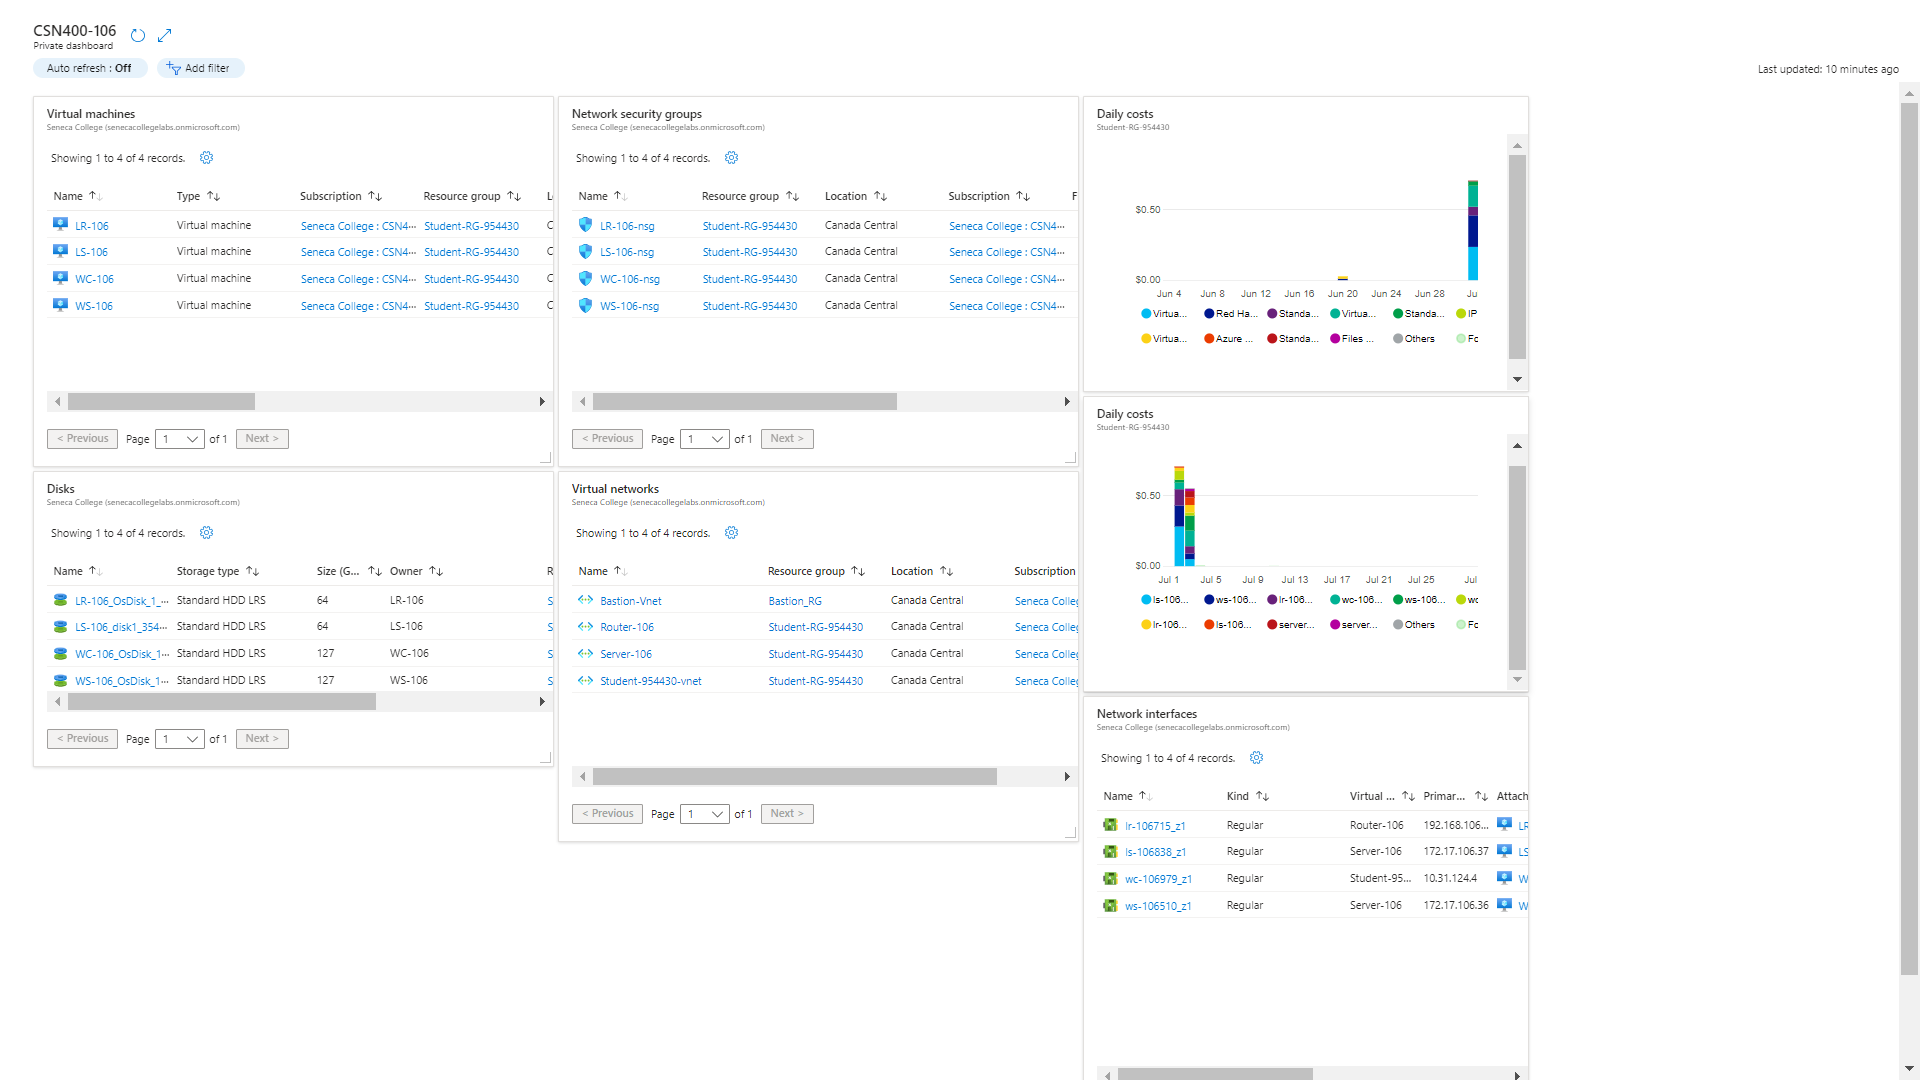 CSN400-106
Private dashboard
Auto refresh : Off
Add filter
Last updated: 10 minutes ago
Virtual machines
Seneca College (senecacollegelabs.onmicrosoft.com)
Showing 1 to 4 of 4 records.
Name Type Subscription Resource group
LR-106 Virtual machine Seneca College : CSN4··· Student-RG-954430
LS-106 Virtual machine Seneca College : CSN4··· Student-RG-954430
WC-106 Virtual machine Seneca College : CSN4··· Student-RG-954430
WS-106 Virtual machine Seneca College : CSN4··· Student-RG-954430
< Previous Page 1 of 1 Next >
Network security groups
Seneca College (senecacollegelabs.onmicrosoft.com)
Showing 1 to 4 of 4 records.
Name Resource group Location Subscription F
LR-106-nsg Student-RG-954430 Canada Central Seneca College : CSN4···
LS-106-nsg Student-RG-954430 Canada Central Seneca College : CSN4···
WC-106-nsg Student-RG-954430 Canada Central Seneca College : CSN4···
WS-106-nsg Student-RG-954430 Canada Central Seneca College : CSN4···
< Previous Page 1 of 1 Next >
Daily costs
Student-RG-954430
$0.50
$0.00
Jun 4 Jun 8 Jun 12 Jun 16 Jun 20 Jun 24 Jun 28 Ju
Virtua... Red Ha... Standa... Virtua... Standa... IP
Virtua... Azure ... Standa... Files ... Others Fc
Daily costs
Student-RG-954430
$0.50
$0.00
Jul 1 Jul 5 Jul 9 Jul 13 Jul 17 Jul 21 Jul 25 Jul
ls-106... ws-106... lr-106... wc-106... ws-106... wc
lr-106... ls-106... server... server... Others Fc
Disks
Seneca College (senecacollegelabs.onmicrosoft.com)
Showing 1 to 4 of 4 records.
Name Storage type Size (G... Owner R
LR-106_OsDisk_1_··· Standard HDD LRS 64 LR-106 S
LS-106_disk1_354··· Standard HDD LRS 64 LS-106 S
WC-106_OsDisk_1··· Standard HDD LRS 127 WC-106 S
WS-106_OsDisk_1··· Standard HDD LRS 127 WS-106 S
< Previous Page 1 of 1 Next >
Virtual networks
Seneca College (senecacollegelabs.onmicrosoft.com)
Showing 1 to 4 of 4 records.
Name Resource group Location Subscription
Bastion-Vnet Bastion_RG Canada Central Seneca Colleg
Router-106 Student-RG-954430 Canada Central Seneca Colleg
Server-106 Student-RG-954430 Canada Central Seneca Colleg
Student-954430-vnet Student-RG-954430 Canada Central Seneca Colleg
< Previous Page 1 of 1 Next >
Network interfaces
Seneca College (senecacollegelabs.onmicrosoft.com)
Showing 1 to 4 of 4 records.
Name Kind Virtual ... Primar... Attach
lr-106715_z1 Regular Router-106 192.168.106... LR
ls-106838_z1 Regular Server-106 172.17.106.37 LS
wc-106979_z1 Regular Student-95... 10.31.124.4 W
ws-106510_z1 Regular Server-106 172.17.106.36 W